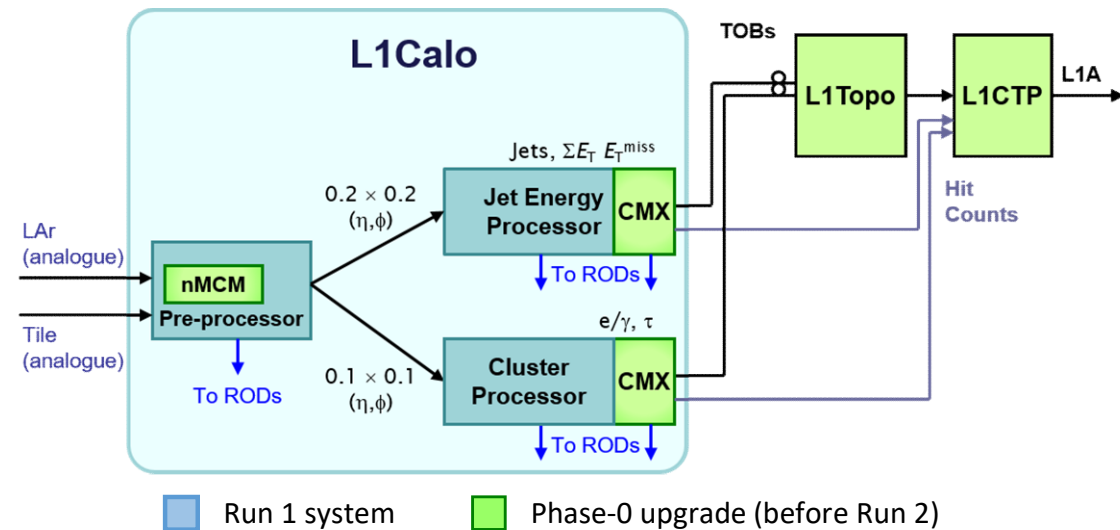 L1Calo
TOBs
L1Topo
L1CTP
L1A
Hit
Counts
Jets, ΣE_T E_T^miss
Jet Energy
Processor
CMX
To RODs
0.2 × 0.2
(η,ϕ)
LAr
(analogue)
nMCM
Pre-processor
Tile
(analogue)
To RODs
0.1 × 0.1
(η,ϕ)
e/γ, τ
Cluster
Processor
CMX
To RODs
Run 1 system
Phase-0 upgrade (before Run 2)